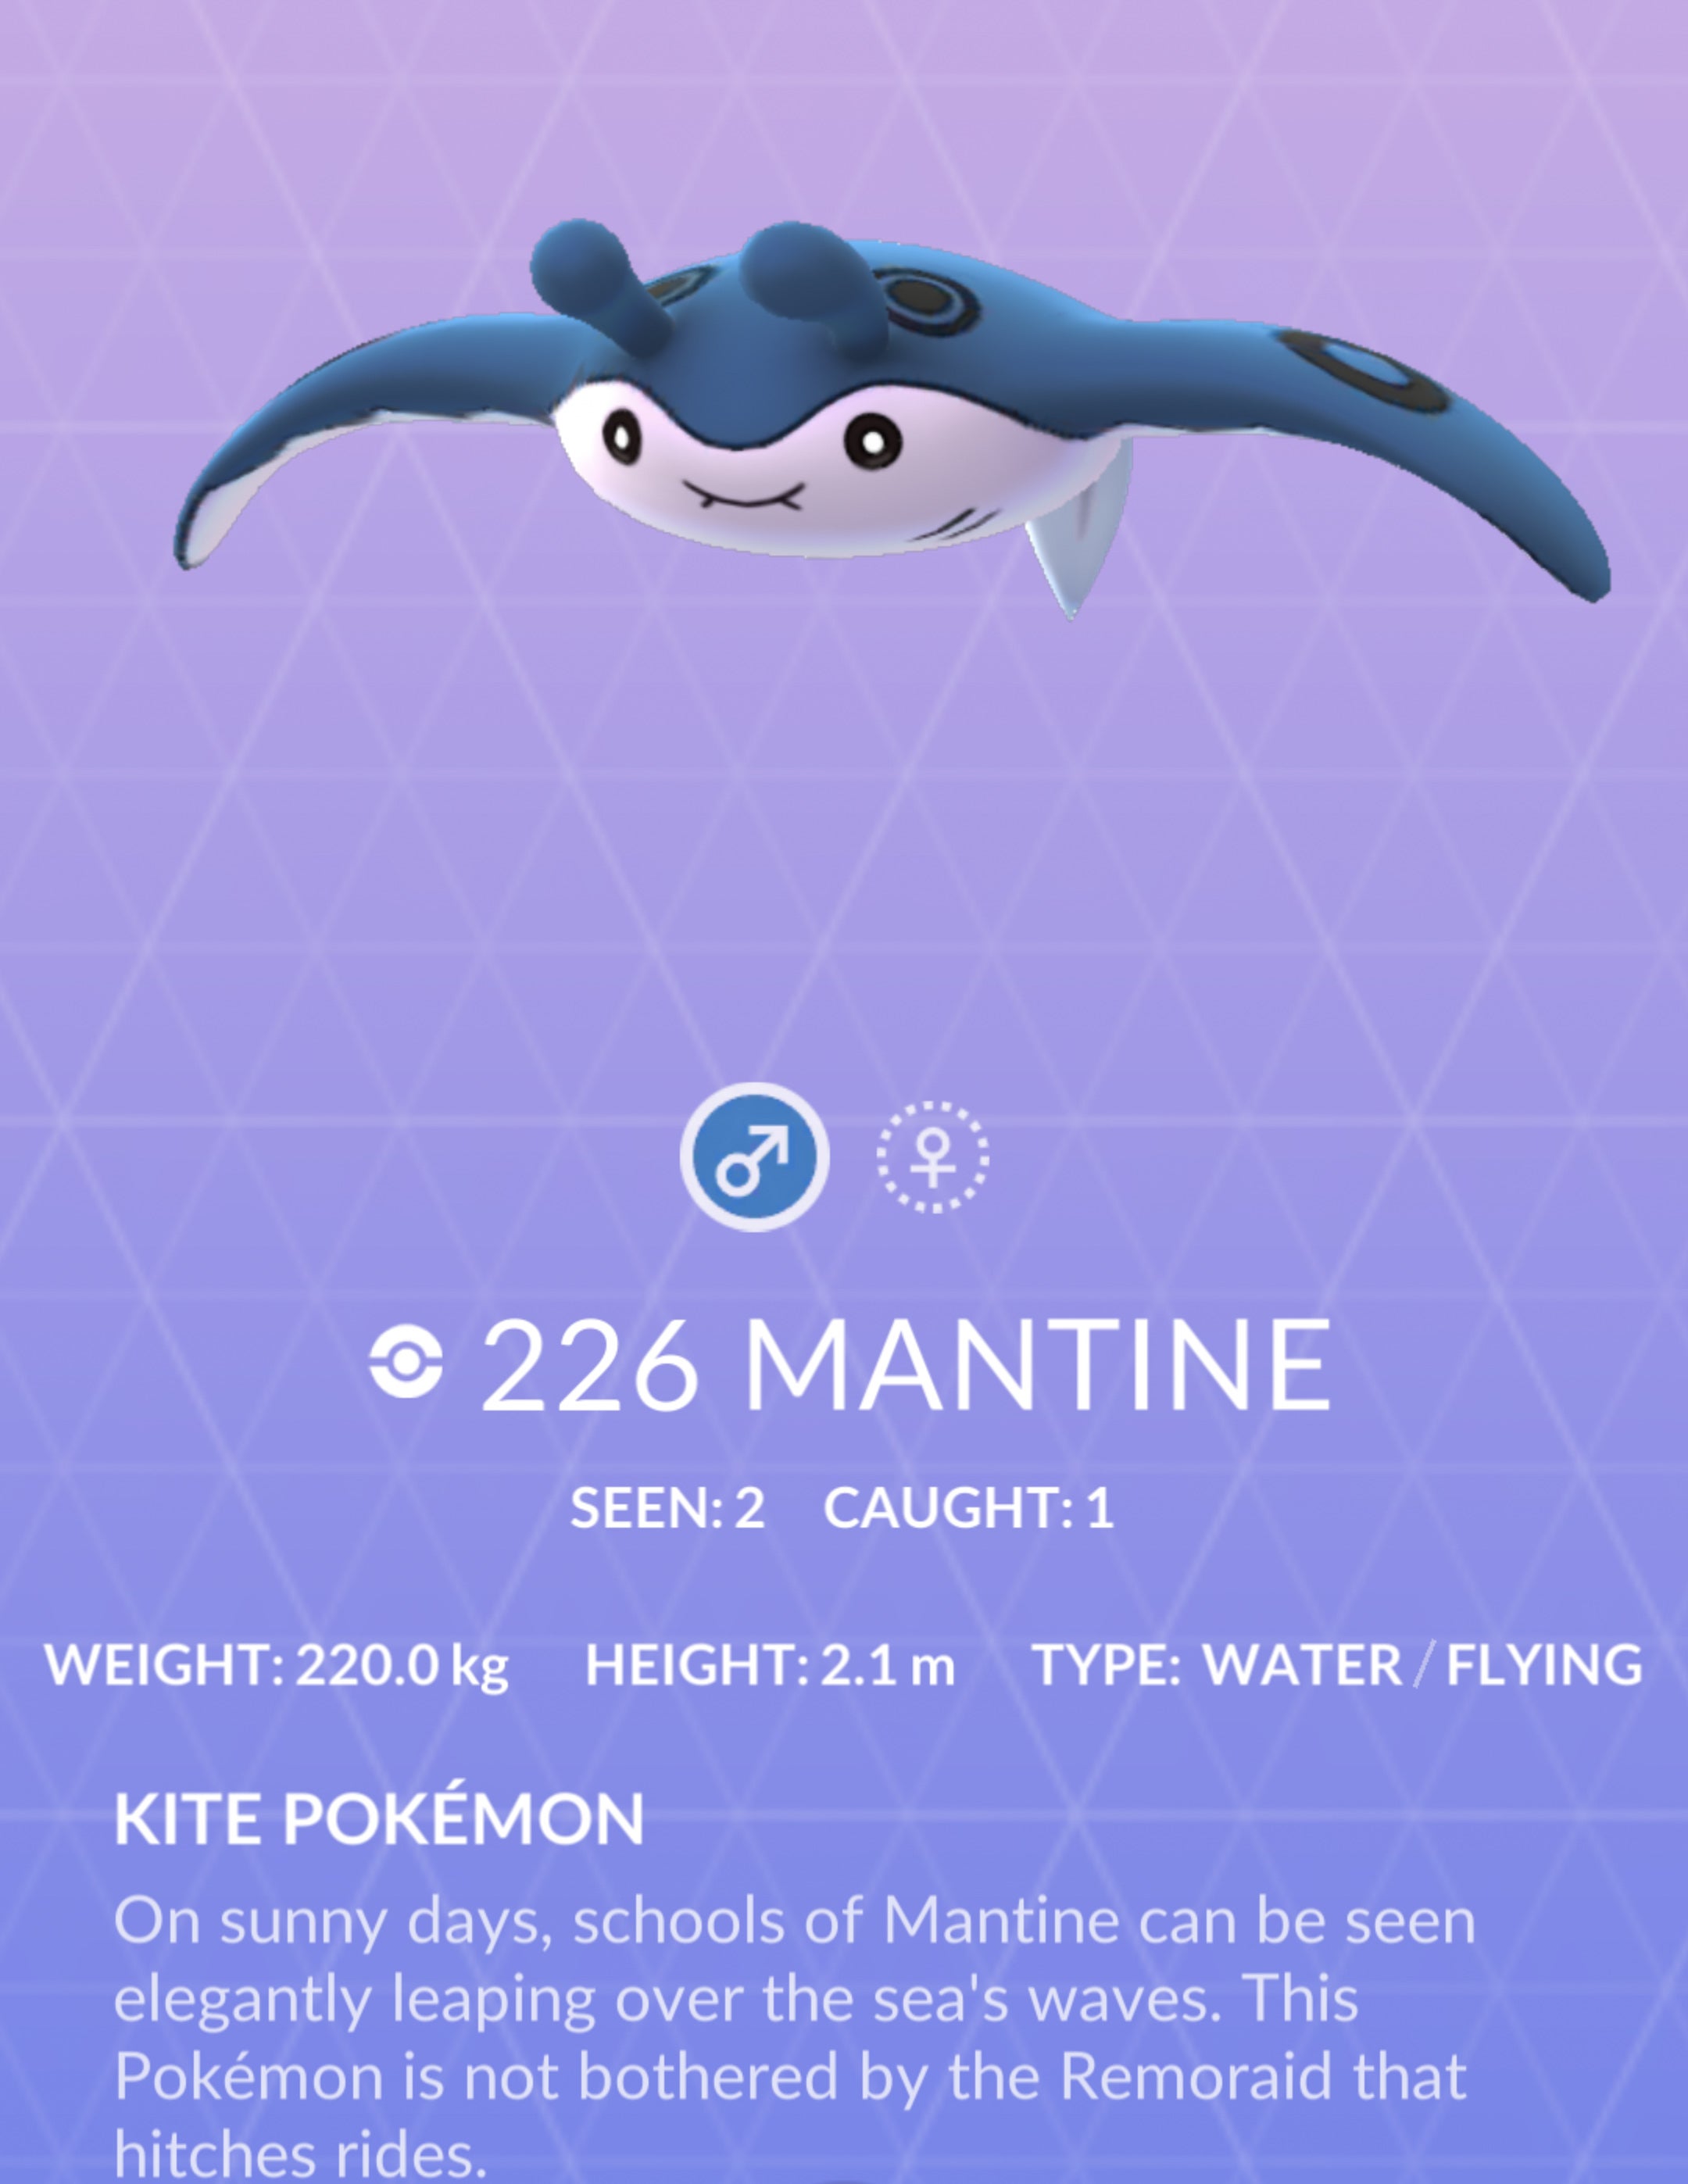 226 MANTINE
SEEN: 2 CAUGHT: 1
WEIGHT: 220.0 kg HEIGHT: 2.1 m TYPE: WATER / FLYING
KITE POKÉMON
On sunny days, schools of Mantine can be seen
elegantly leaping over the sea's waves. This
Pokémon is not bothered by the Remoraid that
hitches rides.